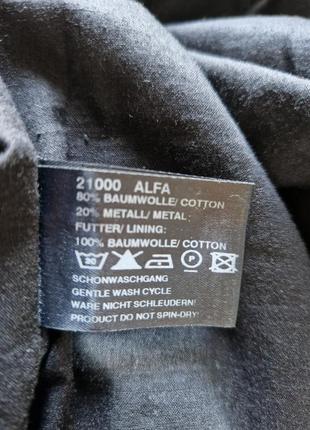 21000 ALFA
80% BAUMWOLLE/ COTTON
20% METALL/ METAL
FUTTER/ LINING:
100% BAUMWOLLE/ COTTON
30 P
SCHONWASCHGANG
GENTLE WASH CYCLE
WARE NICHT SCHLEUDERN!
PRODUCT DO NOT SPIN-DRY!